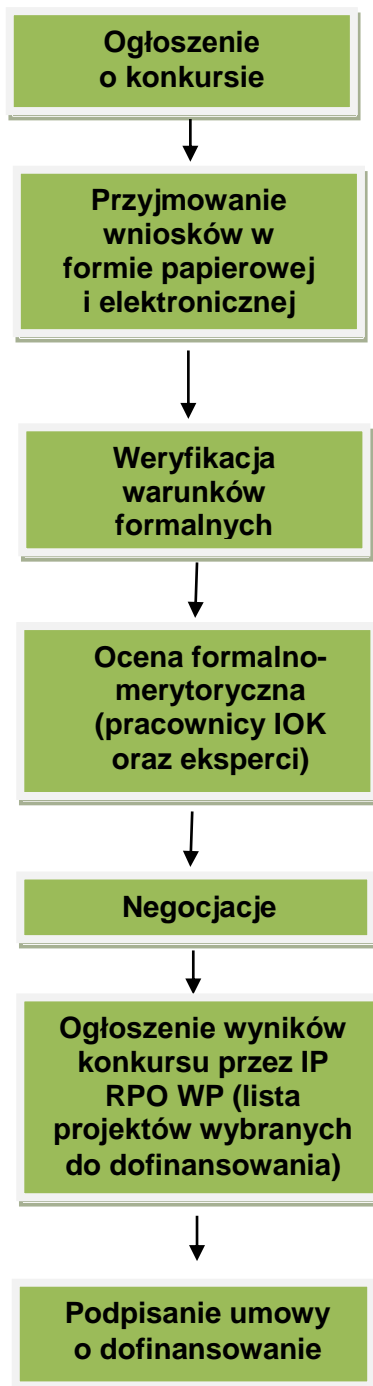 Ogłoszenie
o konkursie
Przyjmowanie
wniosków w
formie papierowej
i elektronicznej
Weryfikacja
warunków
formalnych
Ocena formalno-
merytoryczna
(pracownicy IOK
oraz eksperci)
Negocjacje
Ogłoszenie wyników
konkursu przez IP
RPO WP (lista
projektów wybranych
do dofinansowania)
Podpisanie umowy
o dofinansowanie